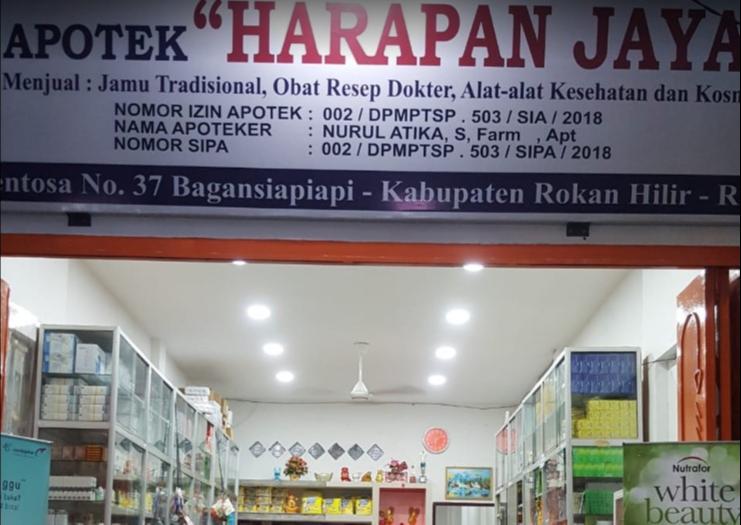 APOTEK "HARAPAN JAYA
Menjual : Jamu Tradisional, Obat Resep Dokter, Alat-alat Kesehatan dan Kosm
NOMOR IZIN APOTEK : 002 / DPMPTSP . 503 / SIA / 2018
NAMA APOTEKER : NURUL ATIKA, S, Farm , Apt
NOMOR SIPA : 002 / DPMPTSP . 503 / SIPA / 2018
entosa No. 37 Bagansiapiapi - Kabupaten Rokan Hilir - R
Nutrafor
white
beauty